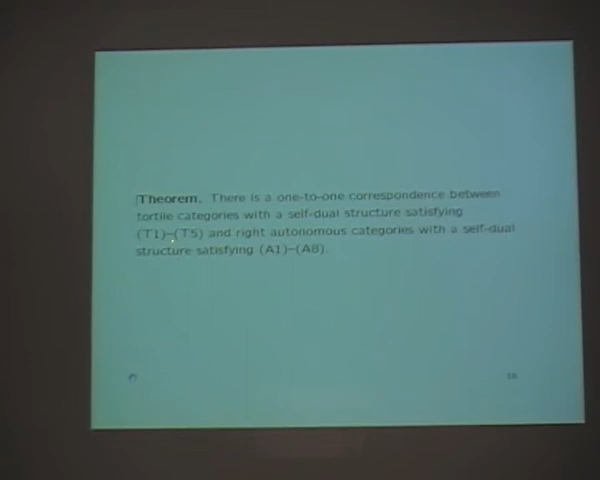 Theorem. There is a one-to-one correspondence between
tortile categories with a self-dual structure satisfying
(T1)–(T5) and right autonomous categories with a self-dual
structure satisfying (A1)–(A8).